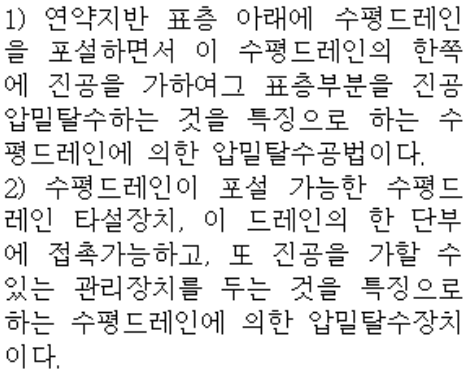 1) 연약지반 표층 아래에 수평드레인
을 포설하면서 이 수평드레인의 한쪽
에 진공을 가하여그 표층부분을 진공
압밀탈수하는 것을 특징으로 하는 수
평드레인에 의한 압밀탈수공법이다.
2) 수평드레인이 포설 가능한 수평드
레인 타설장치, 이 드레인의 한 단부
에 접촉가능하고, 또 진공을 가할 수
있는 관리장치를 두는 것을 특징으로
하는 수평드레인에 의한 압밀탈수장치
이다.